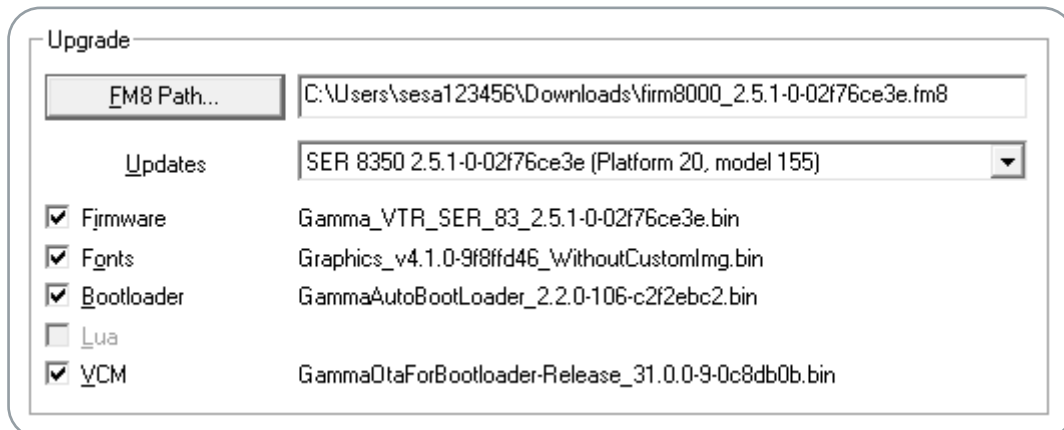 Upgrade
FM8 Path... C:\Users\sesa123456\Downloads\firm8000_2.5.1-0-02f76ce3e.fm8
Updates SER 8350 2.5.1-0-02f76ce3e (Platform 20, model 155)
Firmware Gamma_VTR_SER_83_2.5.1-0-02f76ce3e.bin
Fonts Graphics_v4.1.0-9f8ffd46_WithoutCustomImg.bin
Bootloader GammaAutoBootLoader_2.2.0-106-c2f2ebc2.bin
Lua
VCM GammaOtaForBootloader-Release_31.0.0-9-0c8db0b.bin